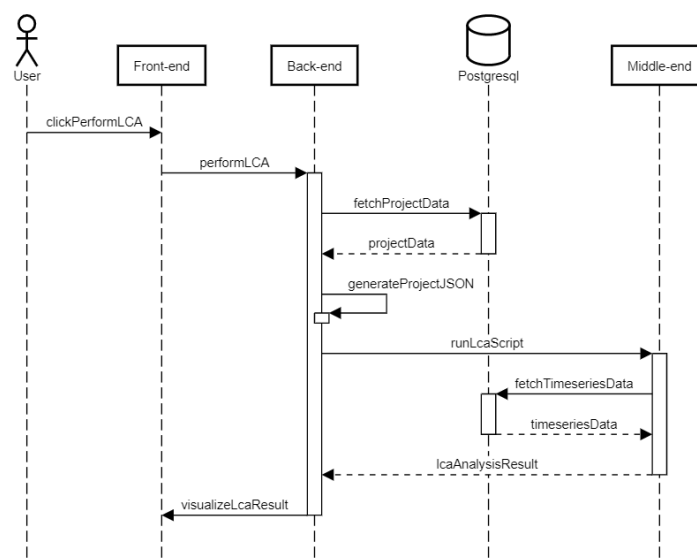 User
Front-end
Back-end
Postgresql
Middle-end
clickPerformLCA
performLCA
fetchProjectData
projectData
generateProjectJSON
runLcaScript
fetchTimeseriesData
timeseriesData
lcaAnalysisResult
visualizeLcaResult